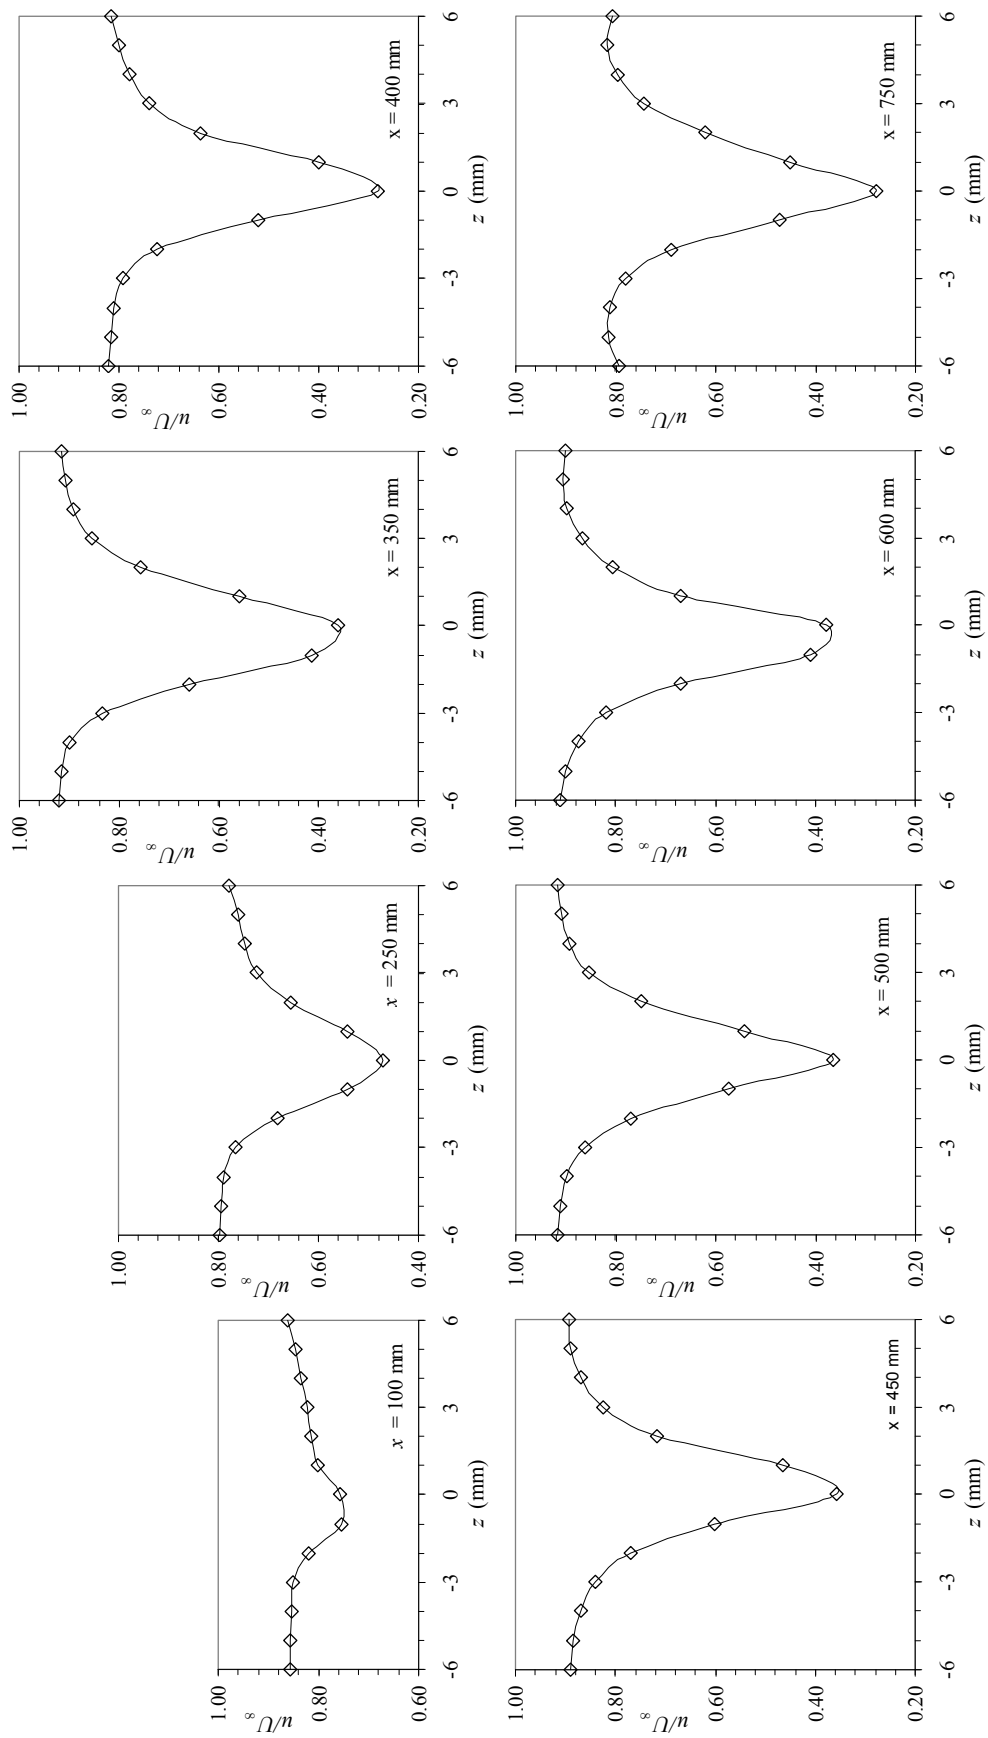 1.00
0.80
u/U∞
-6 -3 0 3 6
z (mm)
x = 100 mm
1.00
0.80
0.60
0.40
u/U∞
-6 -3 0 3 6
z (mm)
x = 250 mm
1.00
0.80
0.60
0.40
0.20
u/U∞
-6 -3 0 3 6
z (mm)
x = 350 mm
1.00
0.80
0.60
0.40
0.20
u/U∞
-6 -3 0 3 6
z (mm)
x = 400 mm
1.00
0.80
0.60
0.40
0.20
u/U∞
-6 -3 0 3 6
z (mm)
x = 450 mm
1.00
0.80
0.60
0.40
0.20
u/U∞
-6 -3 0 3 6
z (mm)
x = 500 mm
1.00
0.80
0.60
0.40
0.20
u/U∞
-6 -3 0 3 6
z (mm)
x = 600 mm
1.00
0.80
0.60
0.40
0.20
u/U∞
-6 -3 0 3 6
z (mm)
x = 750 mm